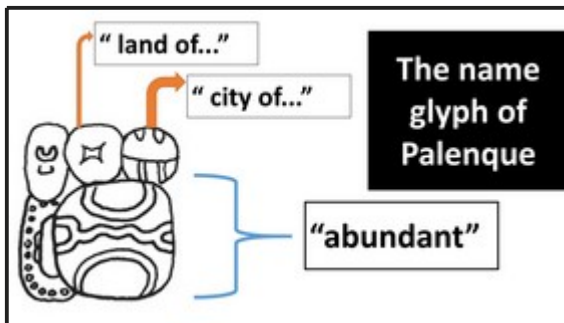 “ land of...”
“ city of...”
The name
glyph of
Palenque
“abundant”